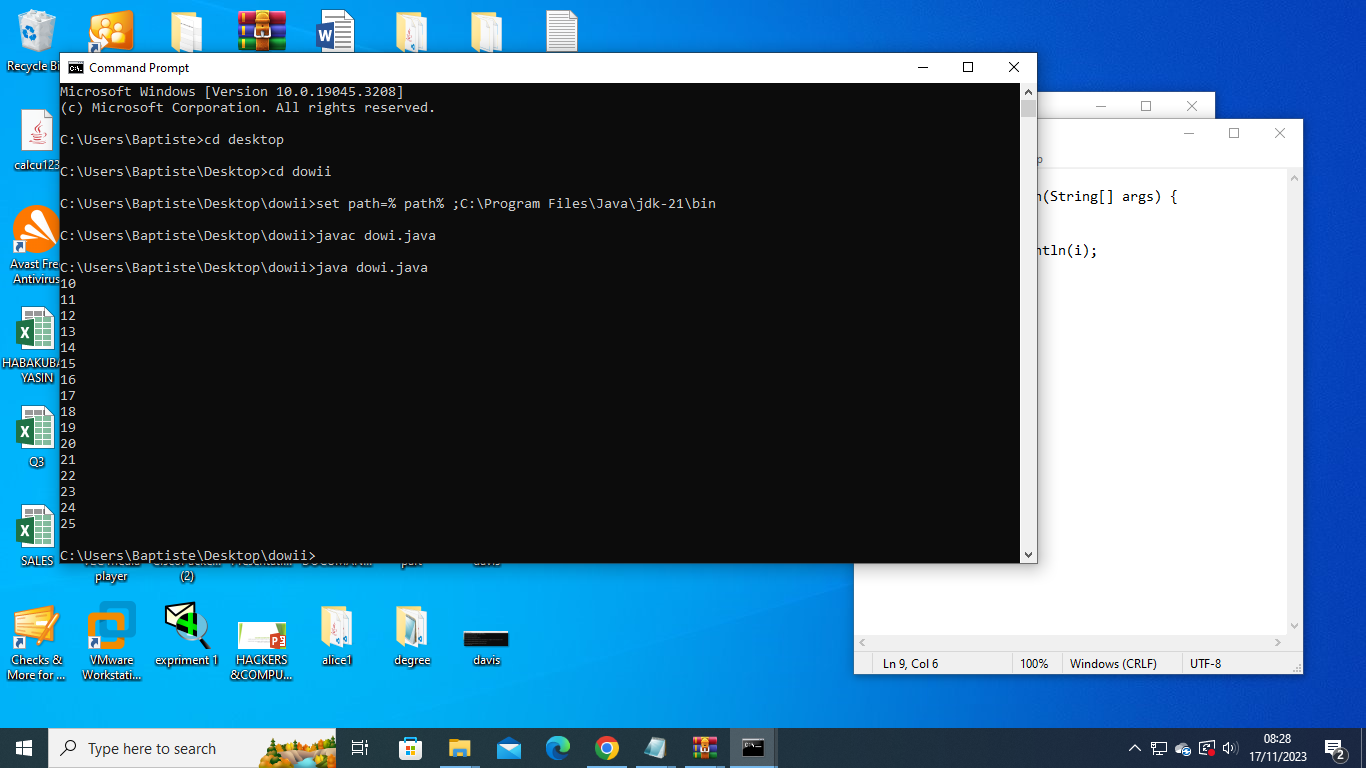 Recycle Bi
Command Prompt
Microsoft Windows [Version 10.0.19045.3208]
(c) Microsoft Corporation. All rights reserved.
C:\Users\Baptiste>cd desktop
C:\Users\Baptiste\Desktop>cd dowii
C:\Users\Baptiste\Desktop\dowii>set path=% path% ;C:\Program Files\Java\jdk-21\bin
C:\Users\Baptiste\Desktop\dowii>javac dowi.java
C:\Users\Baptiste\Desktop\dowii>java dowi.java
10
11
12
13
14
15
16
17
18
19
20
21
22
23
24
25
C:\Users\Baptiste\Desktop\dowii>
calcu123
Avast Fre
Antivirus
HABAKUBA
YASIN
Q3
SALES
player
(2)
p
n(String[] args) {
ntln(i);
Ln 9, Col 6
100%
Windows (CRLF)
UTF-8
Checks &
More for ...
VMware
Workstati...
expriment 1
HACKERS
&COMPU...
alice1
degree
davis
Type here to search
08:28
17/11/2023
2